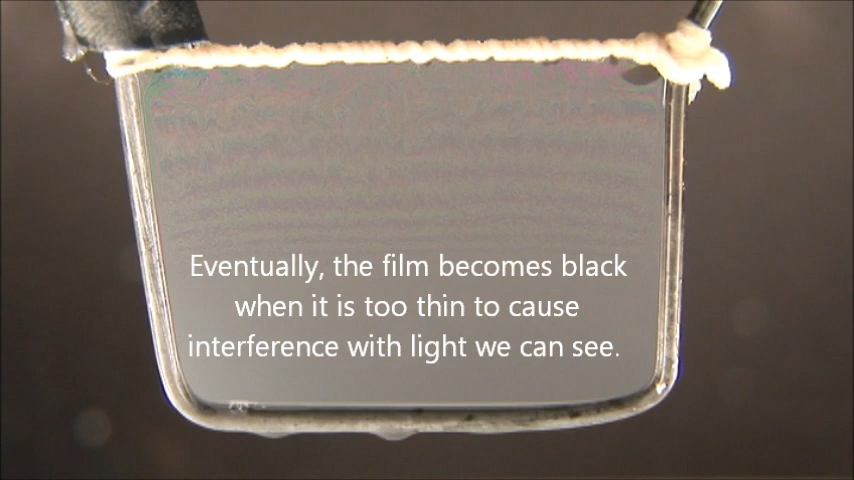 Eventually, the film becomes black
when it is too thin to cause
interference with light we can see.